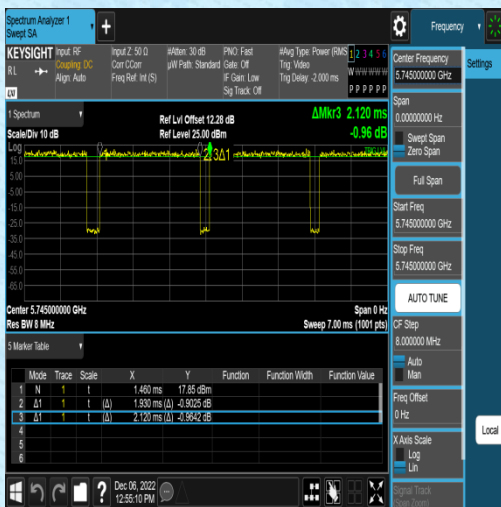 Spectrum Analyzer 1
Swept SA
Frequency
KEYSIGHT
RL
Input: RF
Coupling: DC
Align: Auto
Input Z: 50 Ω
Corr CCorr
Freq Ref: Int (S)
#Atten: 30 dB
µW Path: Standard
PNO: Fast
Gate: Off
IF Gain: Low
Sig Track: Off
#Avg Type: Power (RMS
Trig: Video
Trig Delay: -2.000 ms
1 2 3 4 5 6
W W W W W W
P P P P P P
Center Frequency
5.745000000 GHz
Settings
Span
0.00000000 Hz
Swept Span
Zero Span
Full Span
Start Freq
5.745000000 GHz
Stop Freq
5.745000000 GHz
AUTO TUNE
CF Step
8.000000 MHz
Auto
Man
Freq Offset
0 Hz
X Axis Scale
Log
Lin
Signal Track
(Span Zoom)
Local
1 Spectrum
Scale/Div 10 dB
Ref Lvl Offset 12.28 dB
Ref Level 25.00 dBm
ΔMkr3 2.120 ms
-0.96 dB
Log
15.0
5.00
-5.00
-15.0
-25.0
-35.0
-45.0
-55.0
-65.0
3Δ1
Center 5.745000000 GHz
Res BW 8 MHz
Span 0 Hz
Sweep 7.00 ms (1001 pts)
5 Marker Table
Mode Trace Scale X Y Function Function Width Function Value
1 N 1 t 1.460 ms 17.85 dBm
2 Δ1 1 t (Δ) 1.930 ms (Δ) -0.9025 dB
3 Δ1 1 t (Δ) 2.120 ms (Δ) -0.9642 dB
4
5
6
?
Dec 06, 2022
12:55:10 PM